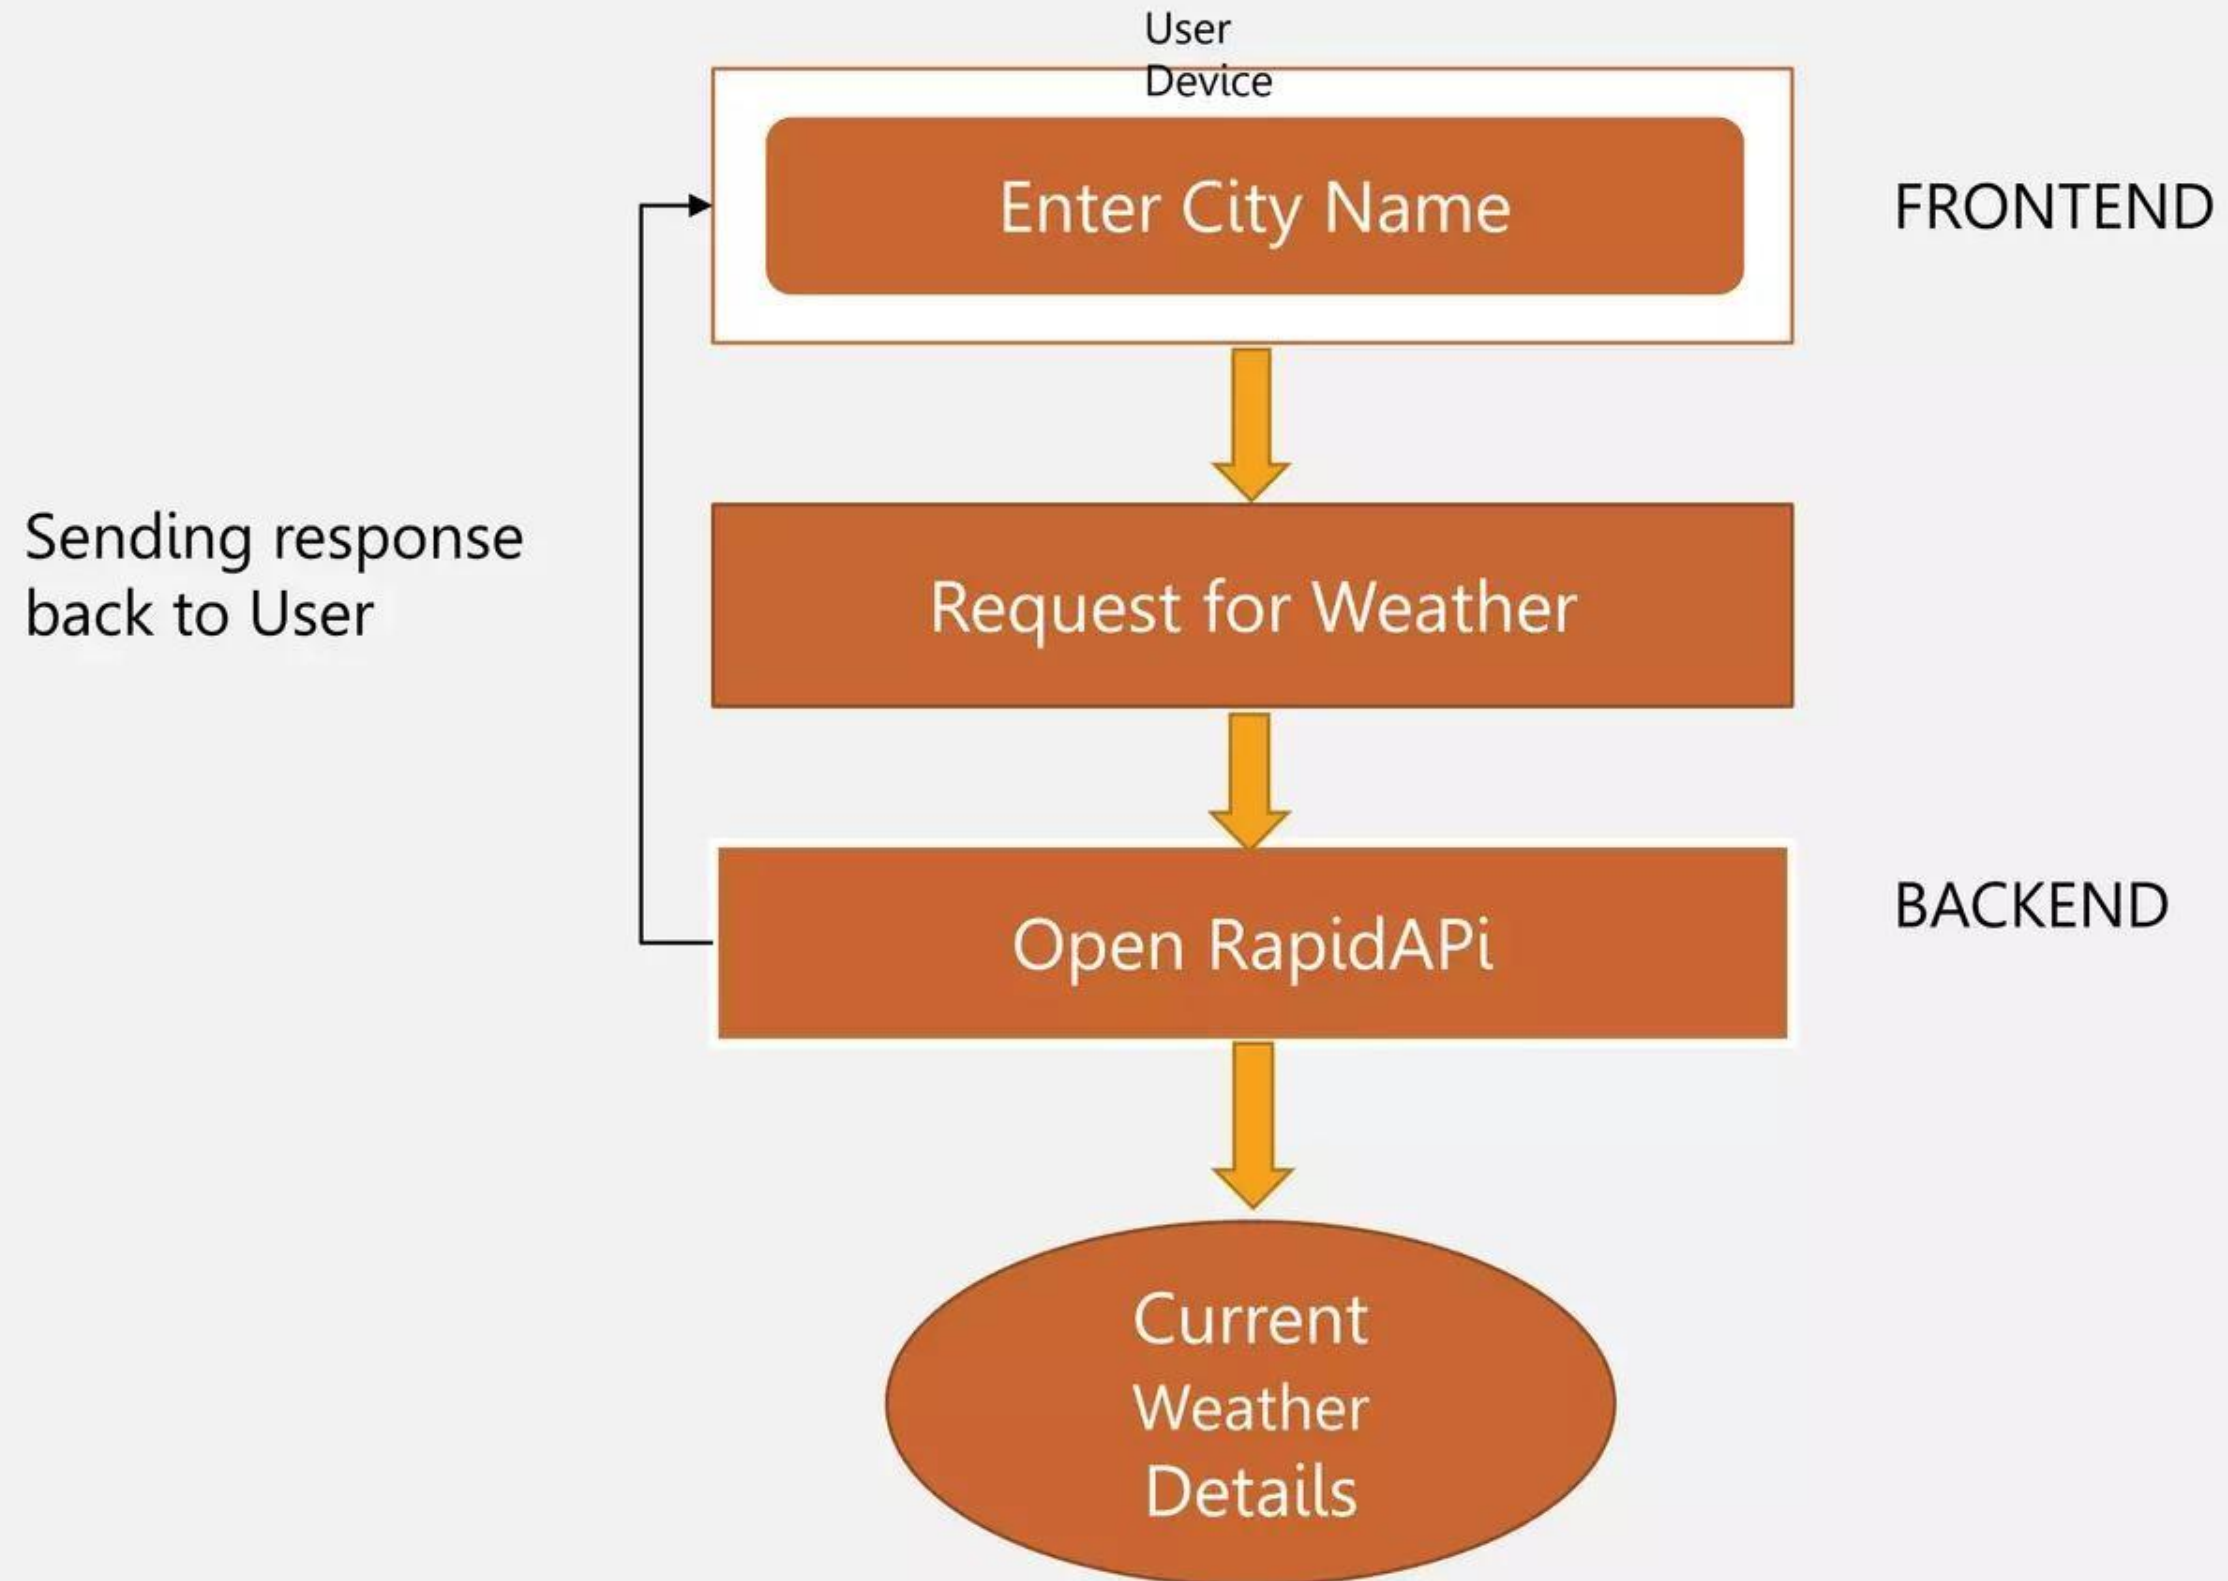 User
Device
Enter City Name
FRONTEND
Sending response
back to User
Request for Weather
Open RapidAPi
BACKEND
Current
Weather
Details